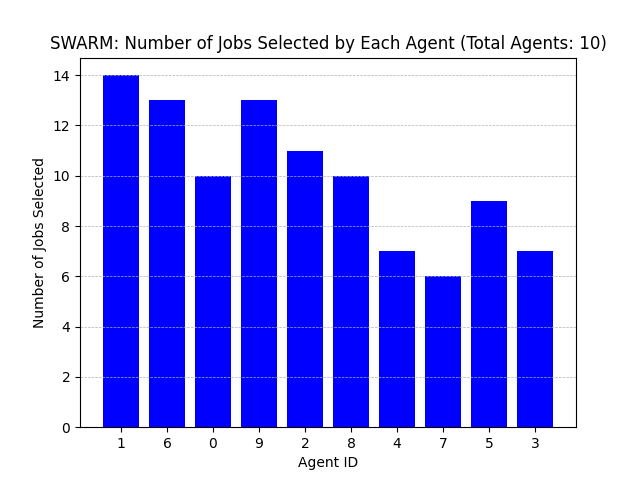 SWARM: Number of Jobs Selected by Each Agent (Total Agents: 10)
14
12
10
8
6
4
2
0
Number of Jobs Selected
1 6 0 9 2 8 4 7 5 3
Agent ID